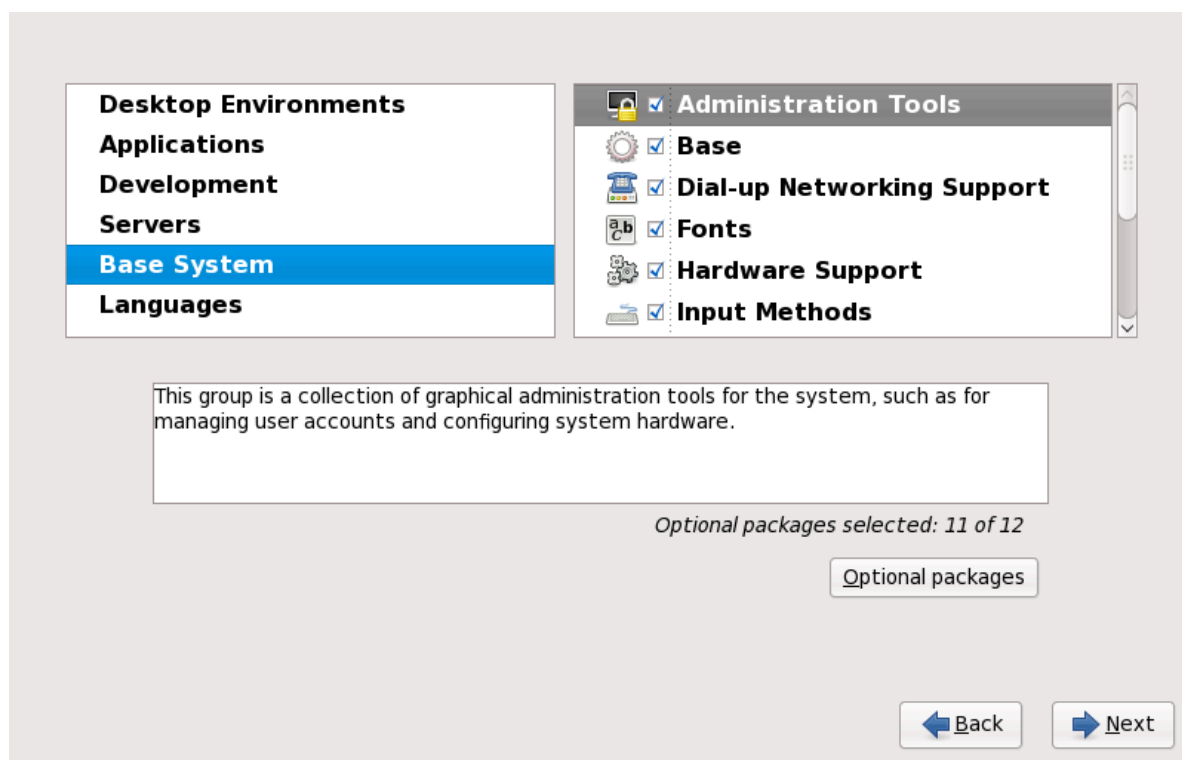 Desktop Environments
Applications
Development
Servers
Base System
Languages
Administration Tools
Base
Dial-up Networking Support
a b
c
Fonts
Hardware Support
Input Methods
This group is a collection of graphical administration tools for the system, such as for
managing user accounts and configuring system hardware.
Optional packages selected: 11 of 12
Optional packages
Back
Next